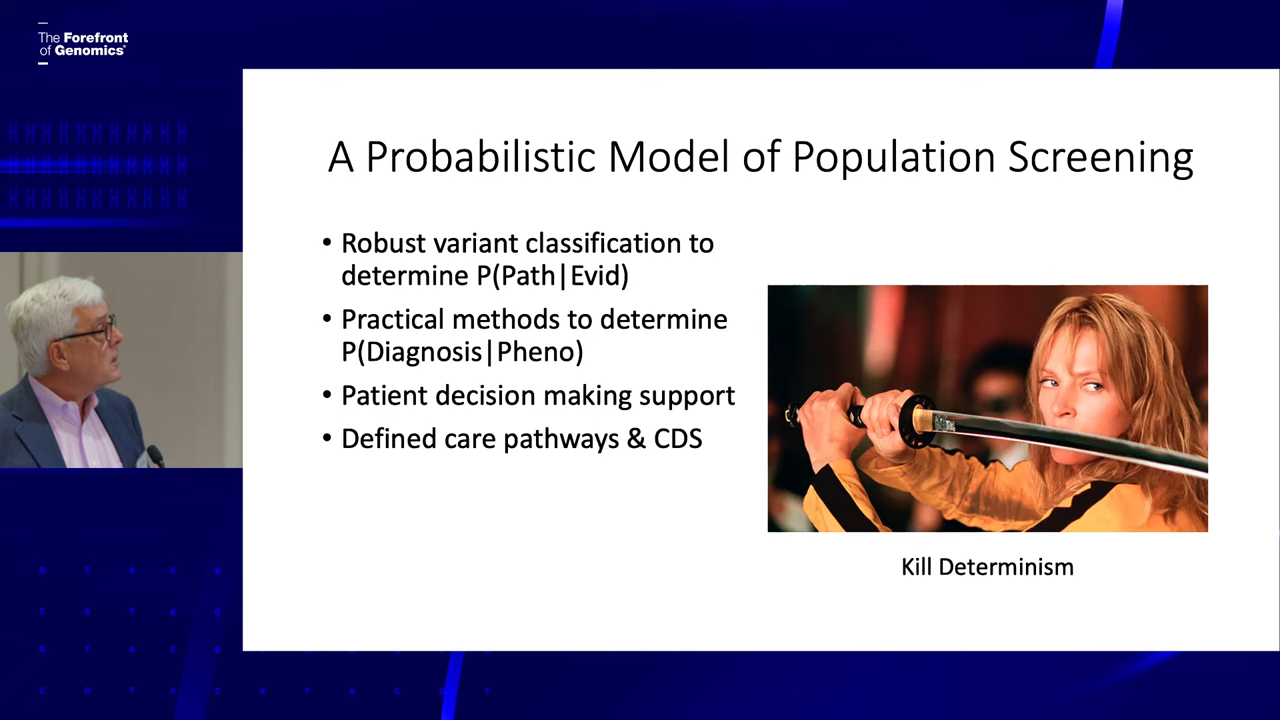 The Forefront
of Genomics®
A Probabilistic Model of Population Screening
• Robust variant classification to
determine P(Path|Evid)
• Practical methods to determine
P(Diagnosis|Pheno)
• Patient decision making support
• Defined care pathways & CDS
Kill Determinism